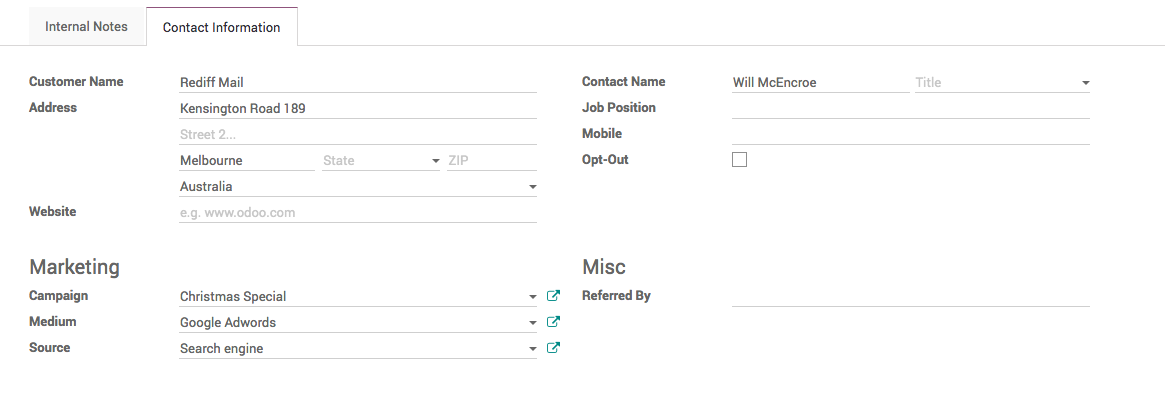 Internal Notes
Contact Information
Customer Name Rediff Mail
Address Kensington Road 189
Street 2...
Melbourne State ZIP
Australia
Website e.g. www.odoo.com
Contact Name Will McEncroe Title
Job Position
Mobile
Opt-Out
Marketing
Campaign Christmas Special
Medium Google Adwords
Source Search engine
Misc
Referred By